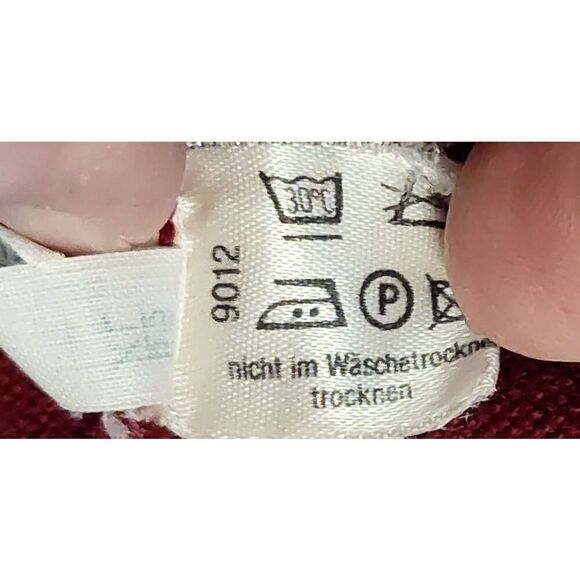 30°C
9012
P
nicht im Wäschetrockne
trocknen